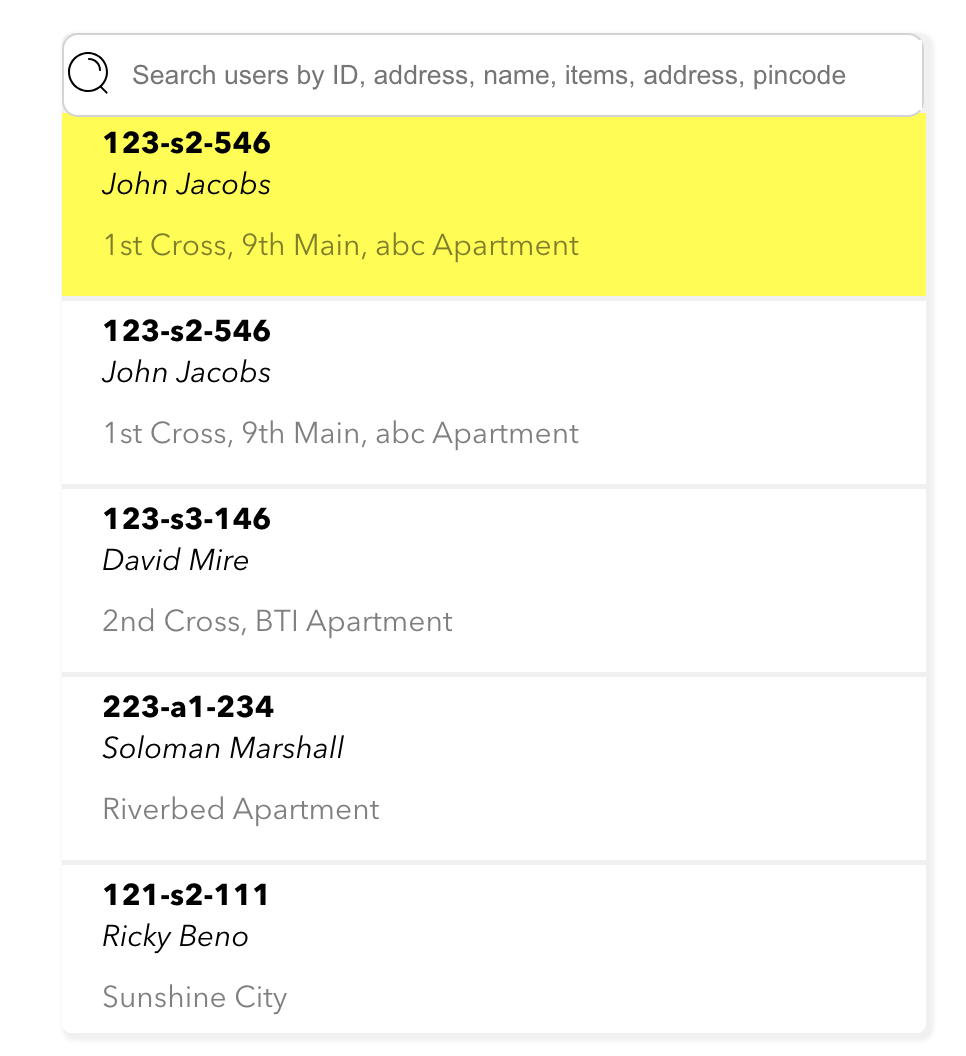 Search users by ID, address, name, items, address, pincode
123-s2-546
John Jacobs
1st Cross, 9th Main, abc Apartment
123-s2-546
John Jacobs
1st Cross, 9th Main, abc Apartment
123-s3-146
David Mire
2nd Cross, BTI Apartment
223-a1-234
Soloman Marshall
Riverbed Apartment
121-s2-111
Ricky Beno
Sunshine City